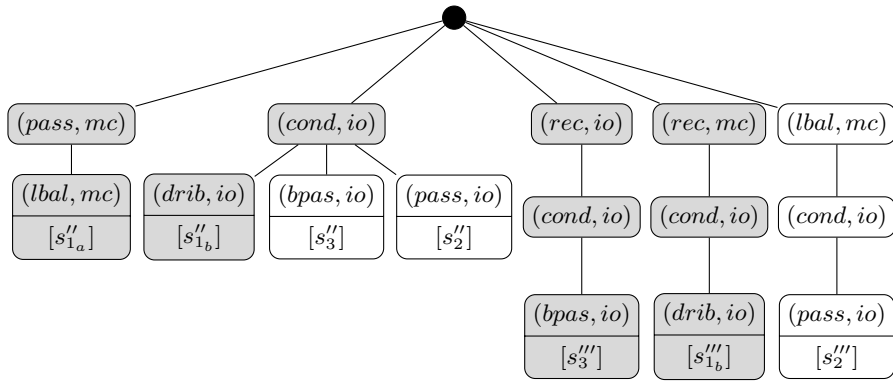 (pass, mc) (cond, io) (rec, io) (rec, mc) (lbal, mc)
(lbal, mc) (drib, io) (bpas, io) (pass, io) (cond, io) (cond, io) (cond, io)
[s''_{1_a}] [s''_{1_b}] [s''_3] [s''_2]
(bpas, io) (drib, io) (pass, io)
[s'''_3] [s'''_{1_b}] [s'''_2]